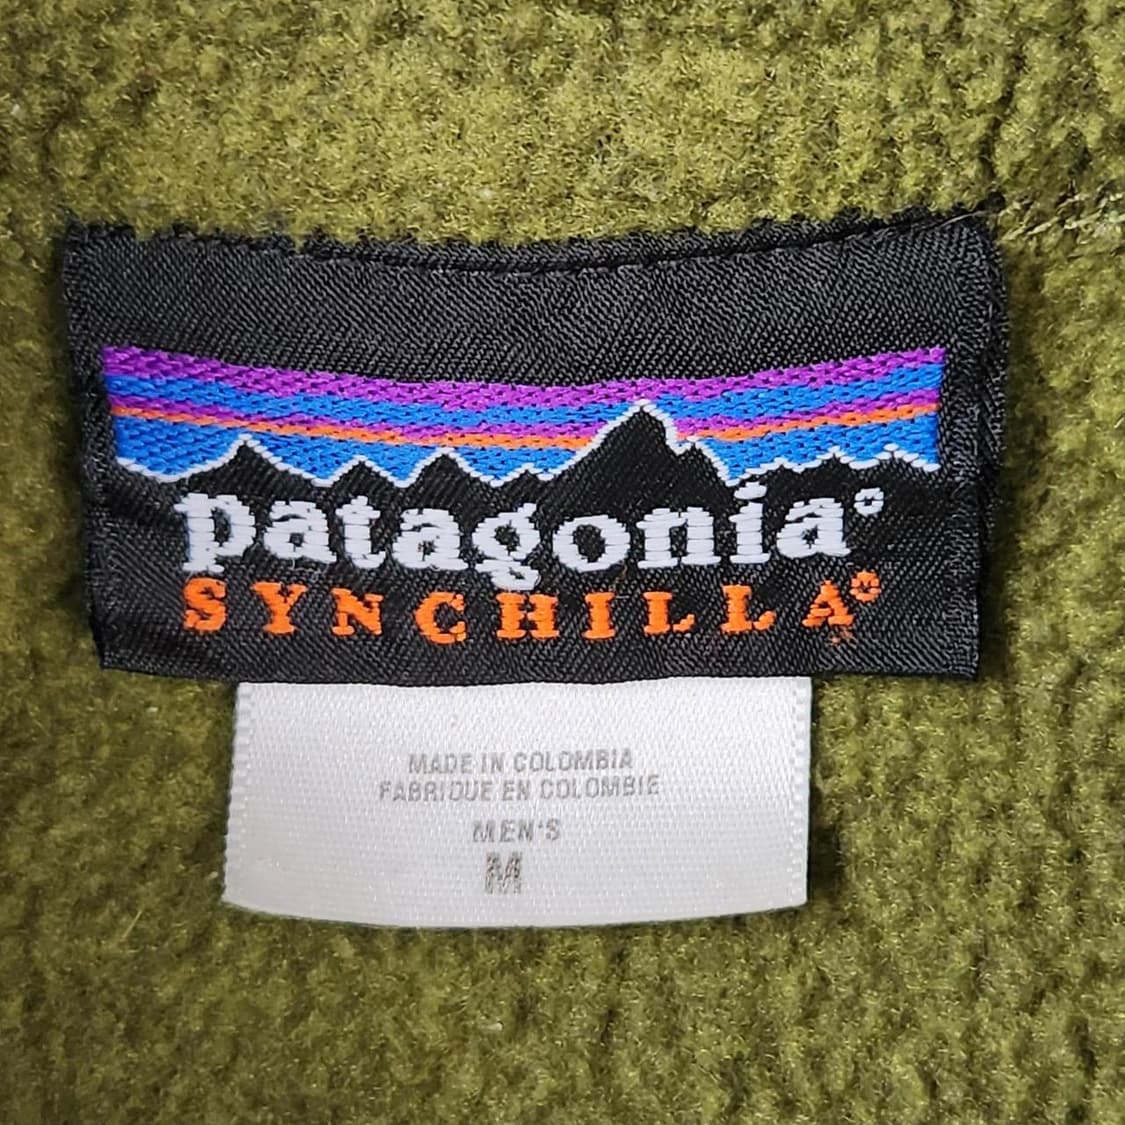 patagonia®
SYNCHILLA®
MADE IN COLOMBIA
FABRIQUE EN COLOMBIE
MEN'S
M